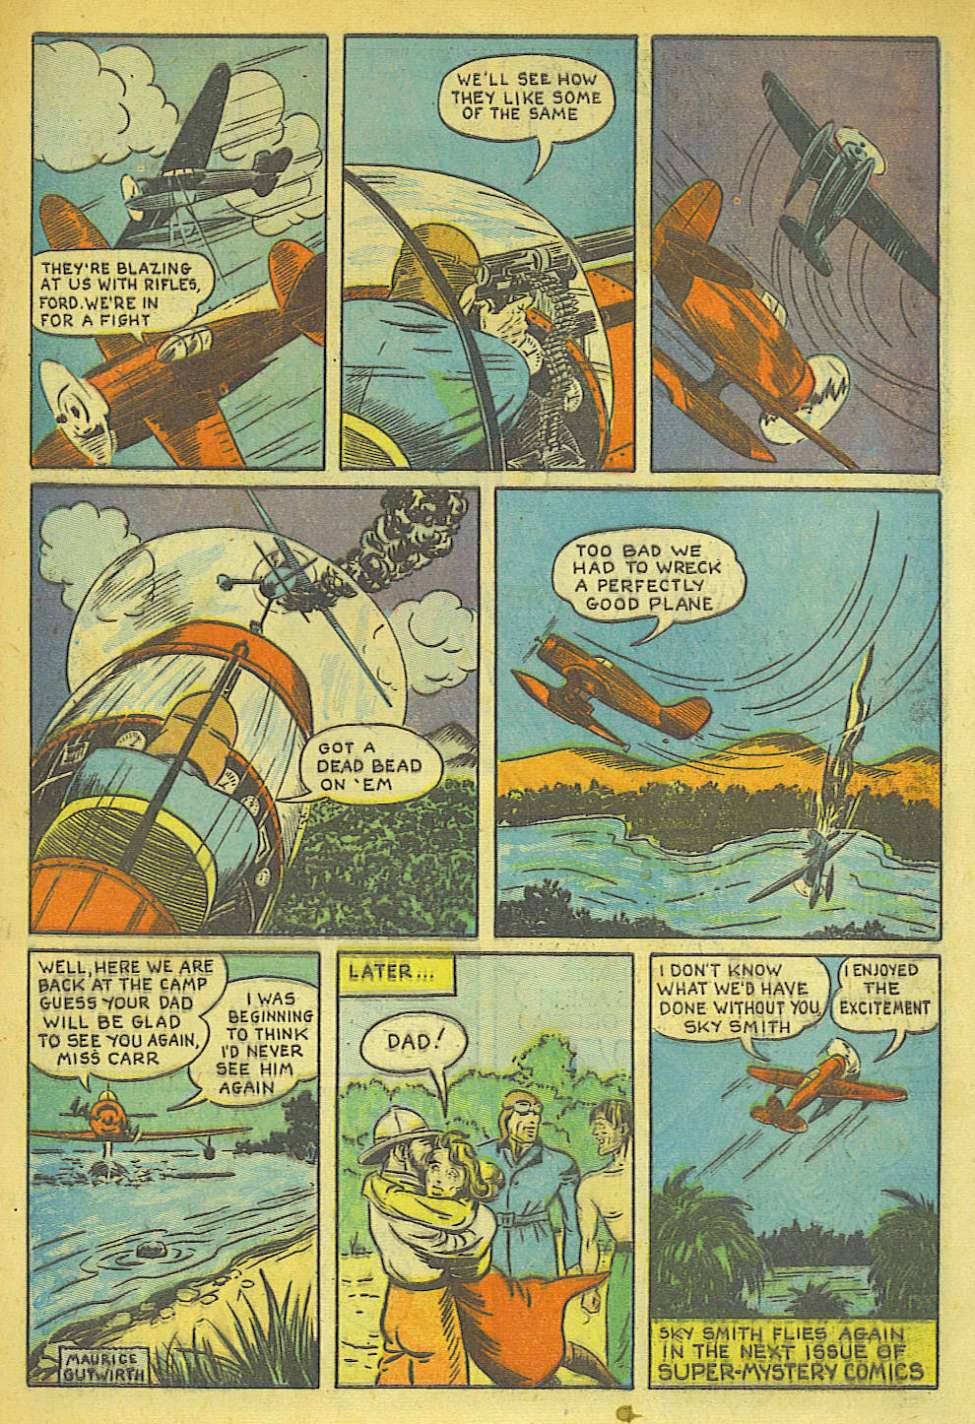 THEY'RE BLAZING
AT US WITH RIFLES,
FORD. WE'RE IN
FOR A FIGHT
WE'LL SEE HOW
THEY LIKE SOME
OF THE SAME
GOT A
DEAD BEAD
ON 'EM
TOO BAD WE
HAD TO WRECK
A PERFECTLY
GOOD PLANE
WELL, HERE WE ARE
BACK AT THE CAMP
GUESS YOUR DAD
WILL BE GLAD
TO SEE YOU AGAIN,
MISS CARR
I WAS
BEGINNING
TO THINK
I'D NEVER
SEE HIM
AGAIN
MAURICE
GUTWIRTH
LATER...
DAD!
I DON'T KNOW
WHAT WE'D HAVE
DONE WITHOUT YOU
SKY SMITH
I ENJOYED
THE
EXCITEMENT
SKY SMITH FLIES AGAIN
IN THE NEXT ISSUE OF
SUPER-MYSTERY COMICS